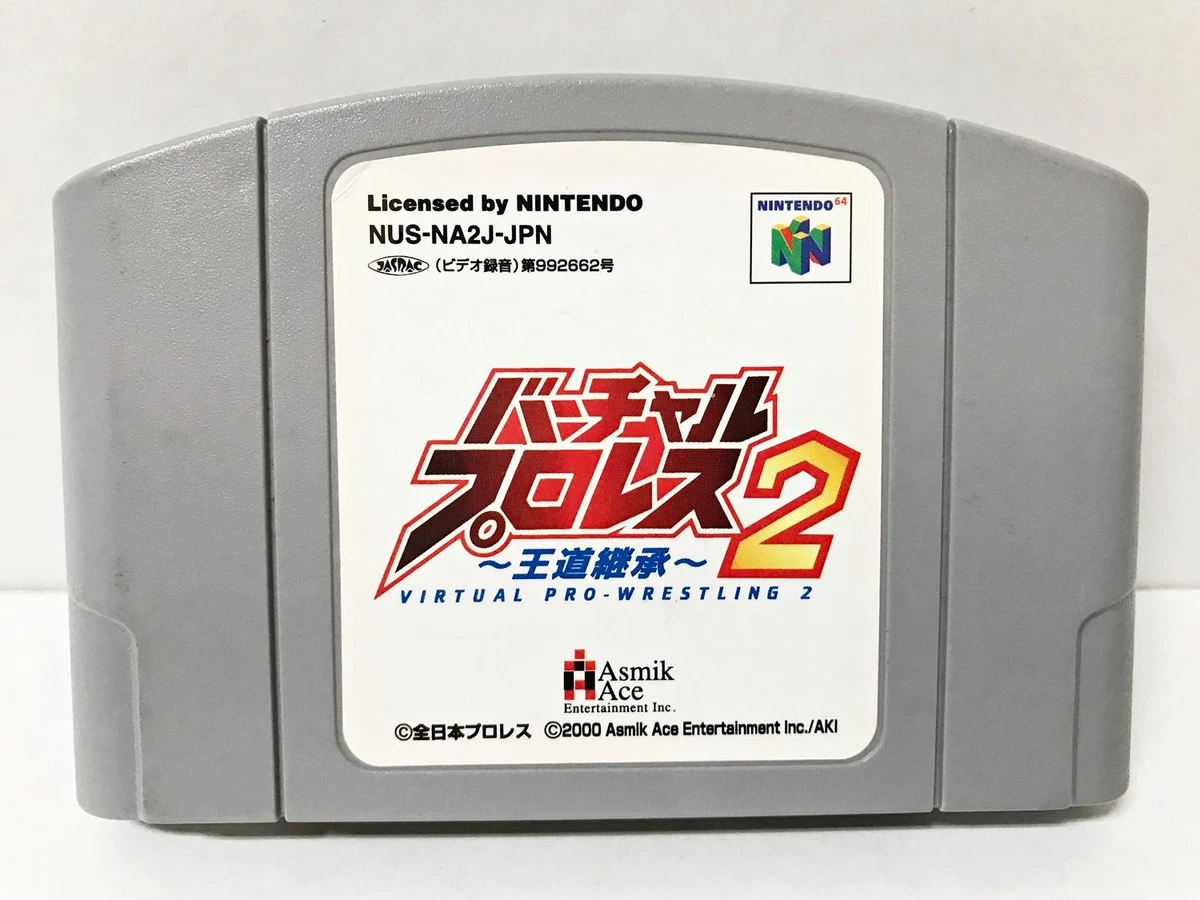 Licensed by NINTENDO
NUS-NA2J-JPN
JASRAC (ビデオ録音)第992662号
NINTENDO 64
バーチャル
プロレス2
～王道継承～
VIRTUAL PRO-WRESTLING 2
Asmik
Ace
Entertainment Inc.
©全日本プロレス ©2000 Asmik Ace Entertainment Inc./AKI